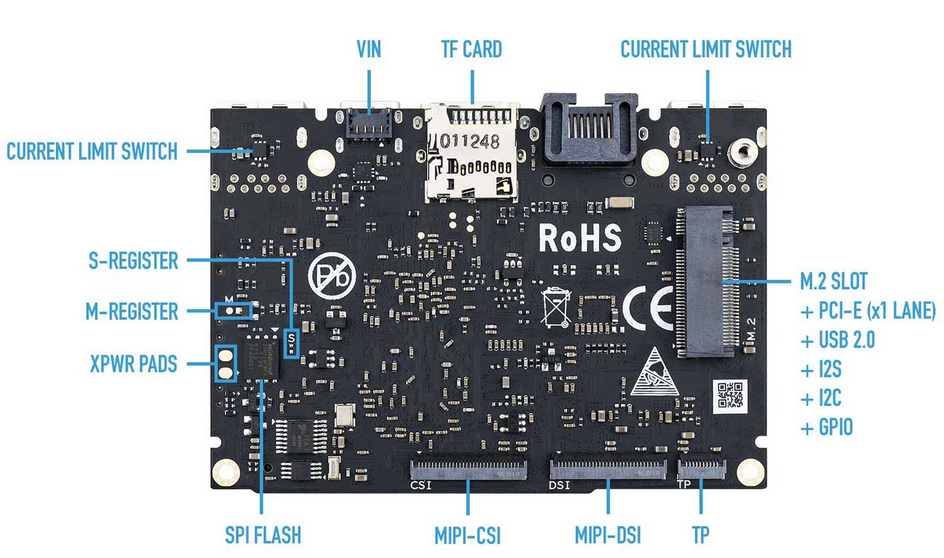 VIN
TF CARD
CURRENT LIMIT SWITCH
011248
CURRENT LIMIT SWITCH
RoHS
S-REGISTER
Pb
M.2 SLOT
M
M-REGISTER
+ PCI-E (x1 LANE)
CE
S
M.2
+ USB 2.0
XPWR PADS
+ I2S
+ I2C
+ GPIO
CSI
DSI
TP
SPI FLASH
MIPI-CSI
MIPI-DSI
TP